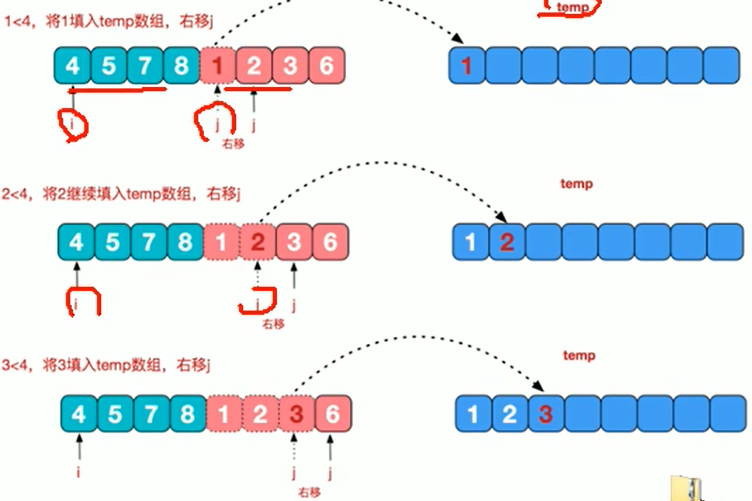 temp
1<4，将1填入temp数组，右移j
4 5 7 8 1 2 3 6
1
i j j
右移
temp
2<4，将2继续填入temp数组，右移j
4 5 7 8 1 2 3 6
1 2
i j j
右移
temp
3<4，将3填入temp数组，右移j
4 5 7 8 1 2 3 6
1 2 3
i j j
右移